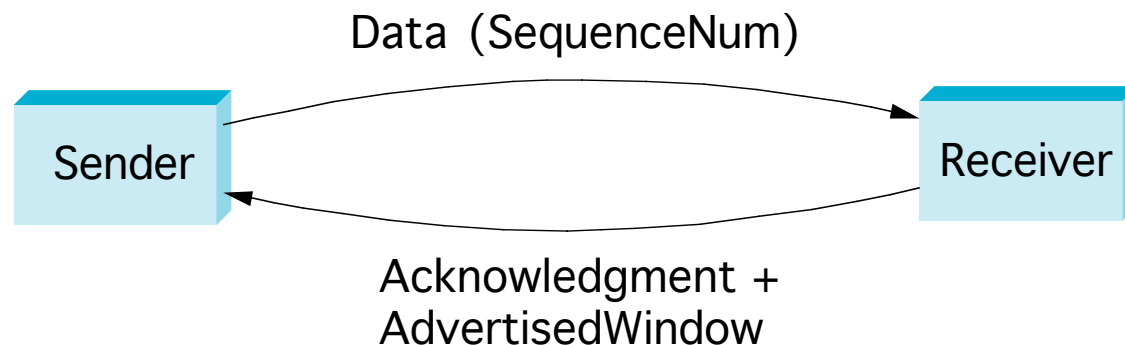 Data (SequenceNum)
Sender
Receiver
Acknowledgment +
AdvertisedWindow